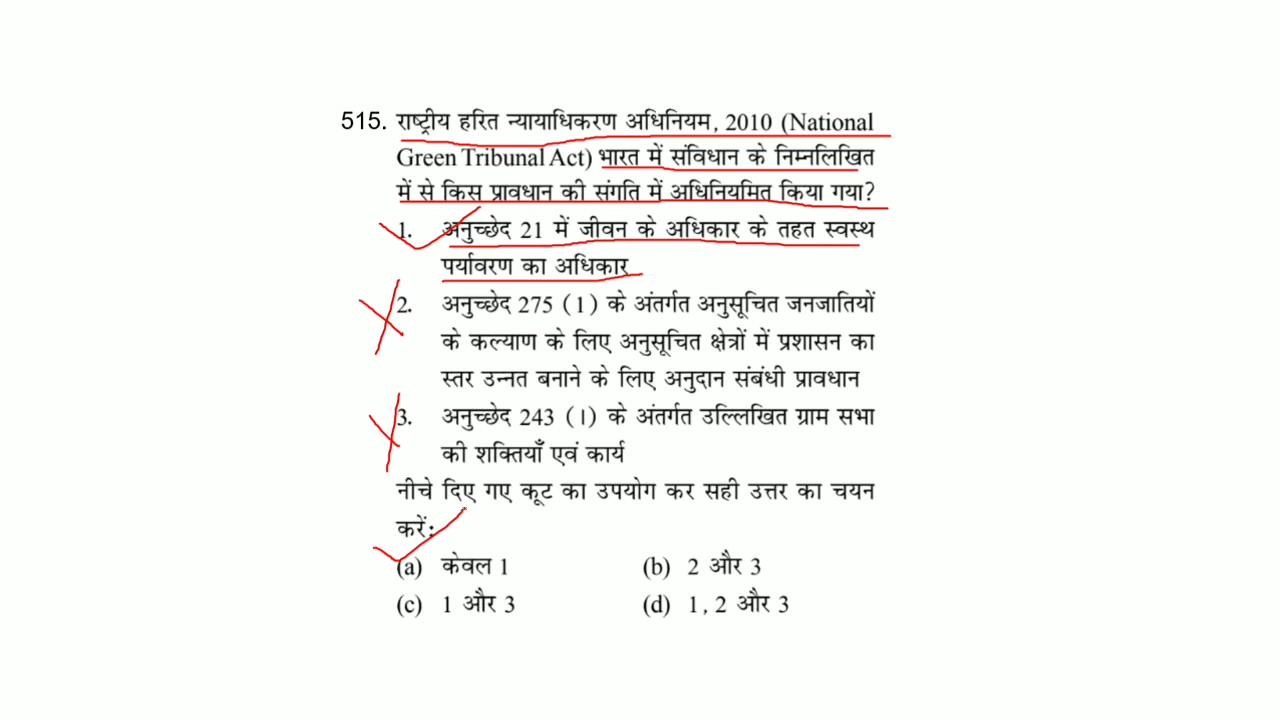 515. राष्ट्रीय हरित न्यायाधिकरण अधिनियम, 2010 (National
Green Tribunal Act) भारत में संविधान के निम्नलिखित
में से किस प्रावधान की संगति में अधिनियमित किया गया?
1. अनुच्छेद 21 में जीवन के अधिकार के तहत स्वस्थ
पर्यावरण का अधिकार
2. अनुच्छेद 275 (1) के अंतर्गत अनुसूचित जनजातियों
के कल्याण के लिए अनुसूचित क्षेत्रों में प्रशासन का
स्तर उन्नत बनाने के लिए अनुदान संबंधी प्रावधान
3. अनुच्छेद 243 (।) के अंतर्गत उल्लिखित ग्राम सभा
की शक्तियाँ एवं कार्य
नीचे दिए गए कूट का उपयोग कर सही उत्तर का चयन
करें:
(a) केवल 1 (b) 2 और 3
(c) 1 और 3 (d) 1, 2 और 3